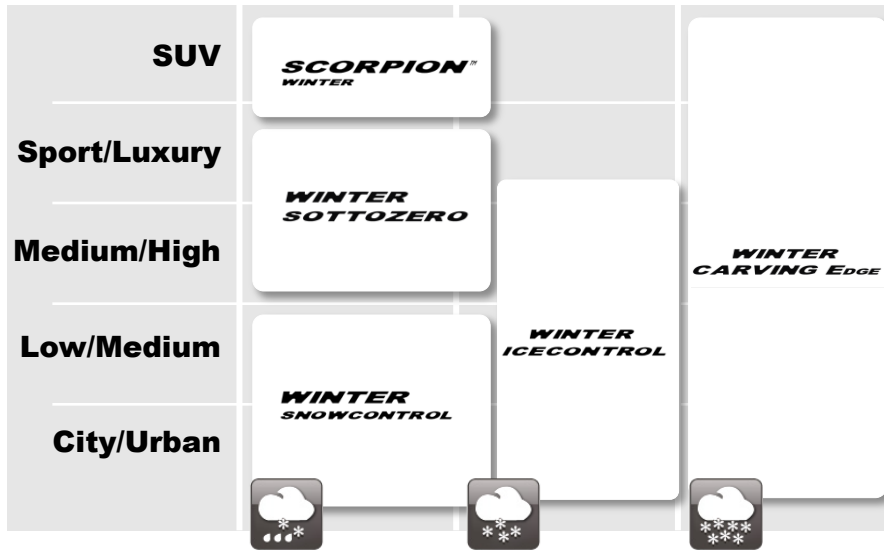 SUV
SCORPION™
WINTER
Sport/Luxury
WINTER
SOTTOZERO
Medium/High
WINTER
CARVING EDGE
Low/Medium
WINTER
ICECONTROL
WINTER
SNOWCONTROL
City/Urban